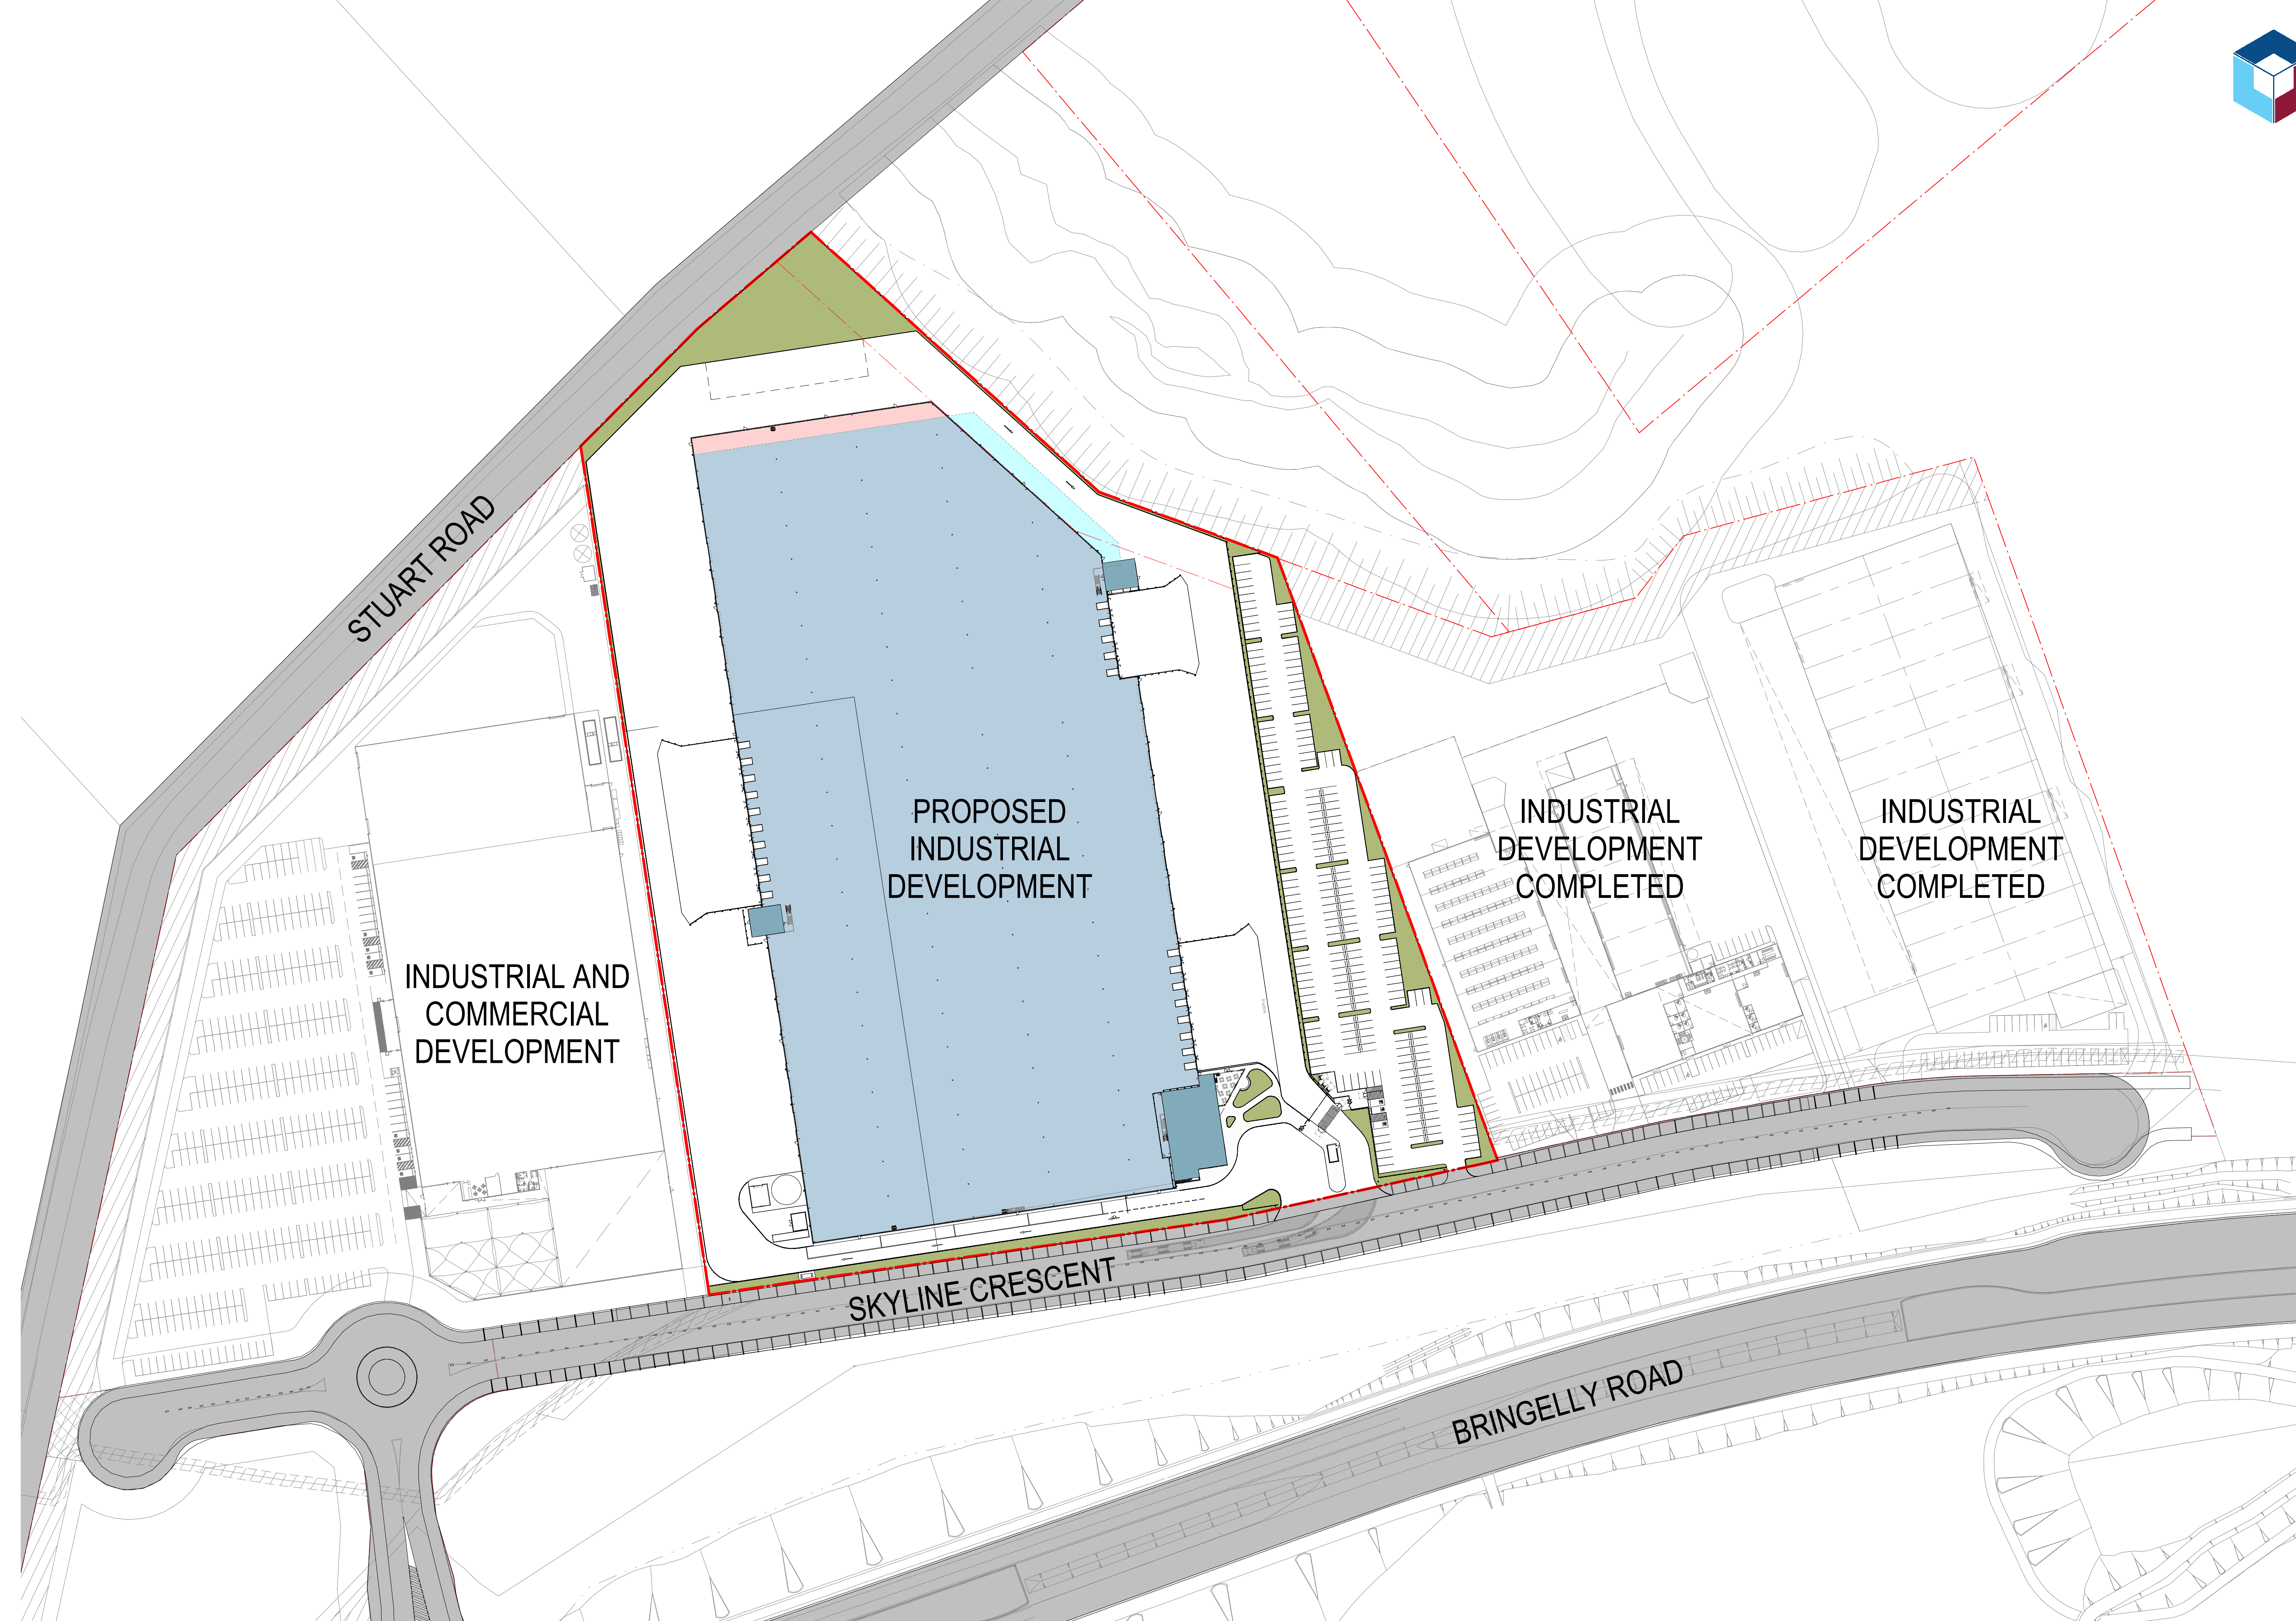 STUART ROAD
PROPOSED
INDUSTRIAL
DEVELOPMENT
INDUSTRIAL
DEVELOPMENT
COMPLETED
INDUSTRIAL
DEVELOPMENT
COMPLETED
INDUSTRIAL AND
COMMERCIAL
DEVELOPMENT
SKYLINE CRESCENT
BRINGELLY ROAD